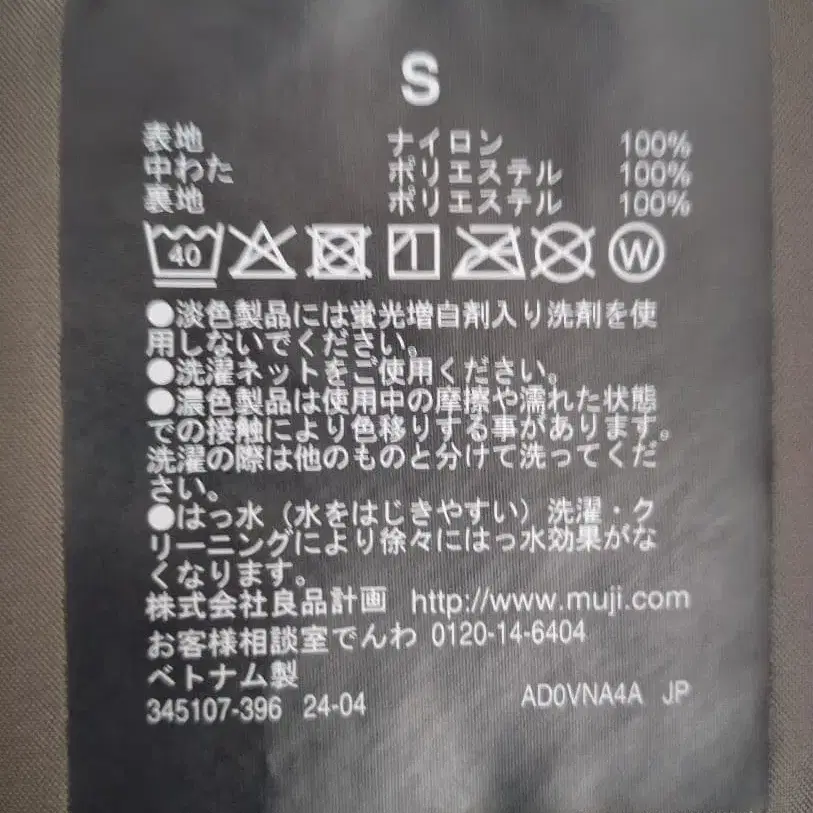 S
表地 ナイロン 100%
中わた ポリエステル 100%
裏地 ポリエステル 100%
40 W
●淡色製品には蛍光増白剤入り洗剤を使
用しないでください。
●洗濯ネットをご使用ください。
●濃色製品は使用中の摩擦や濡れた状態
での接触により色移りする事があります。
洗濯の際は他のものと分けて洗ってくだ
さい。
●はっ水（水をはじきやすい）洗濯・ク
リーニングにより徐々にはっ水効果がな
くなります。
株式会社良品計画 http://www.muji.com
お客様相談室でんわ 0120-14-6404
ベトナム製
345107-396 24-04 AD0VNA4A JP